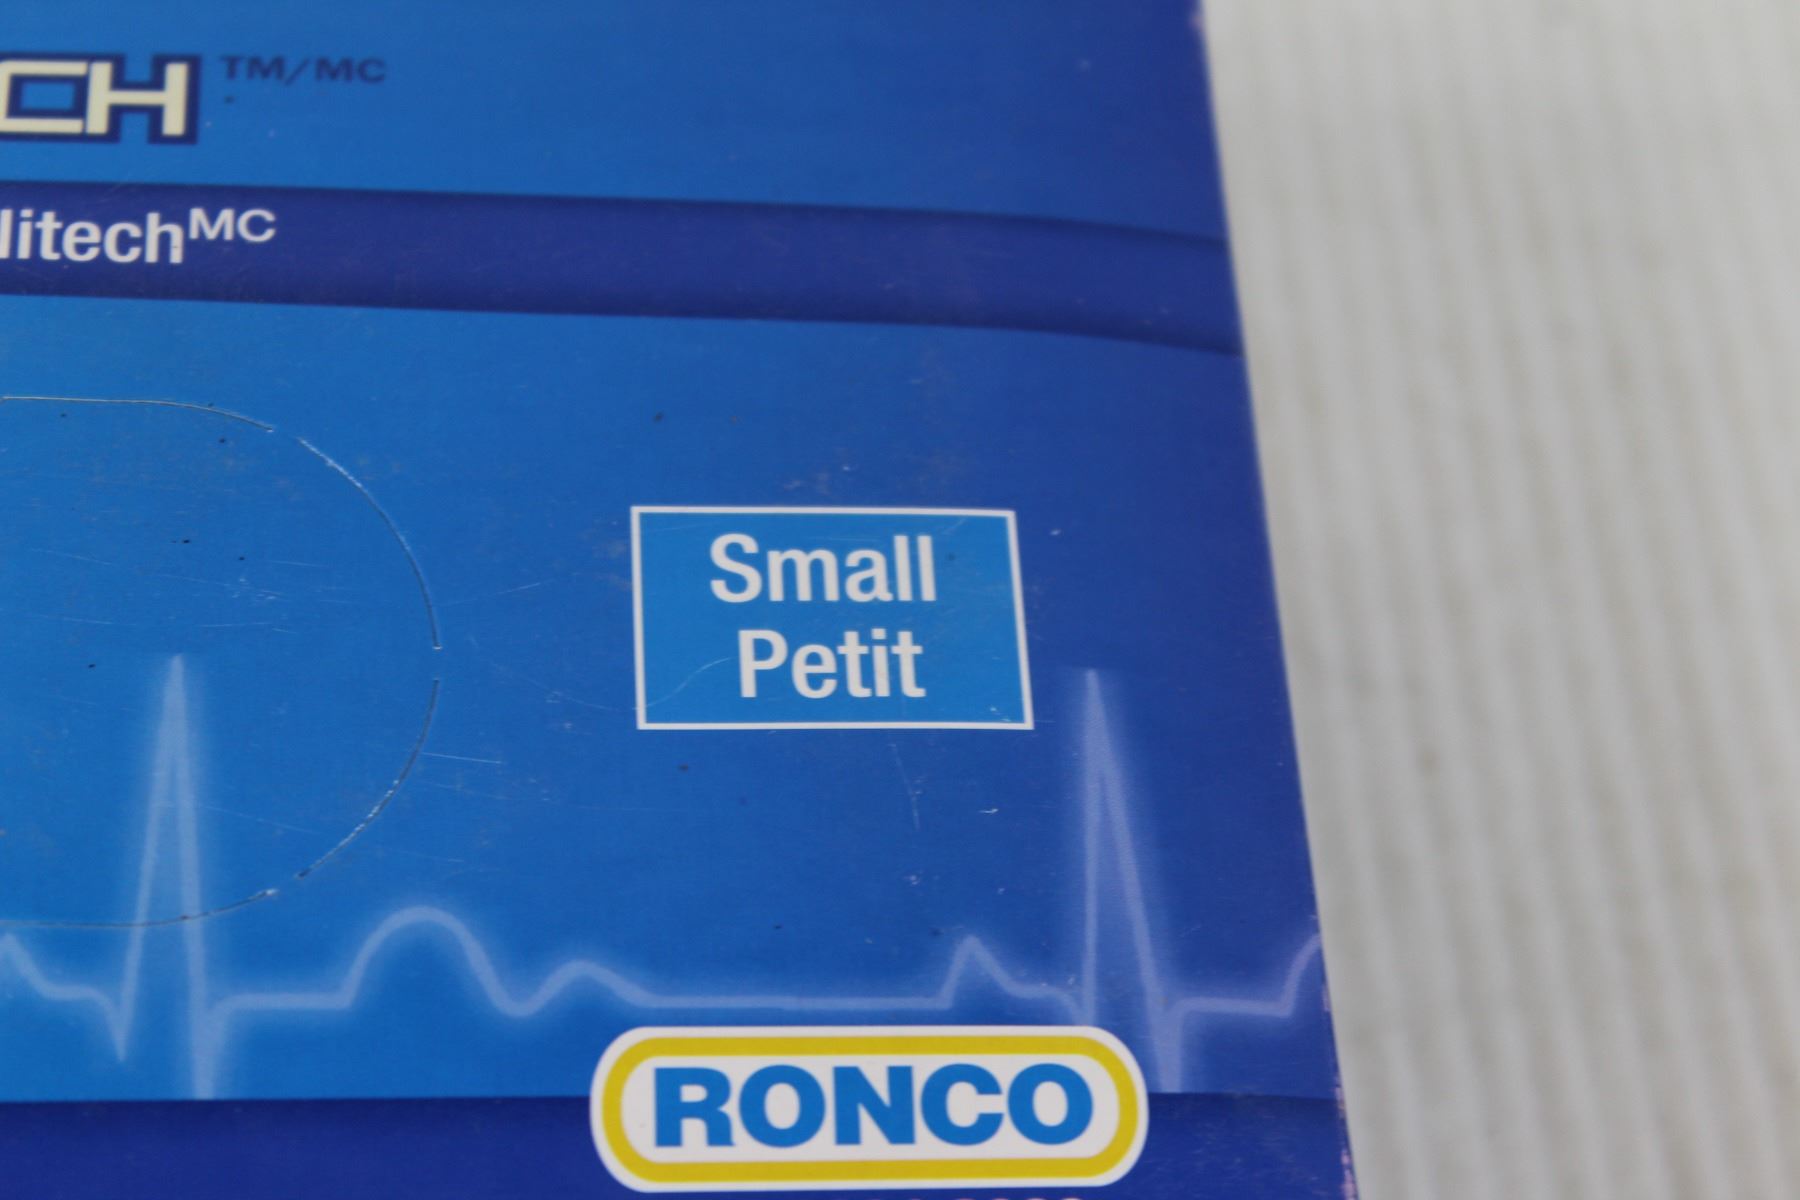 CH TM/MC
litechMC
Small
Petit
RONCO